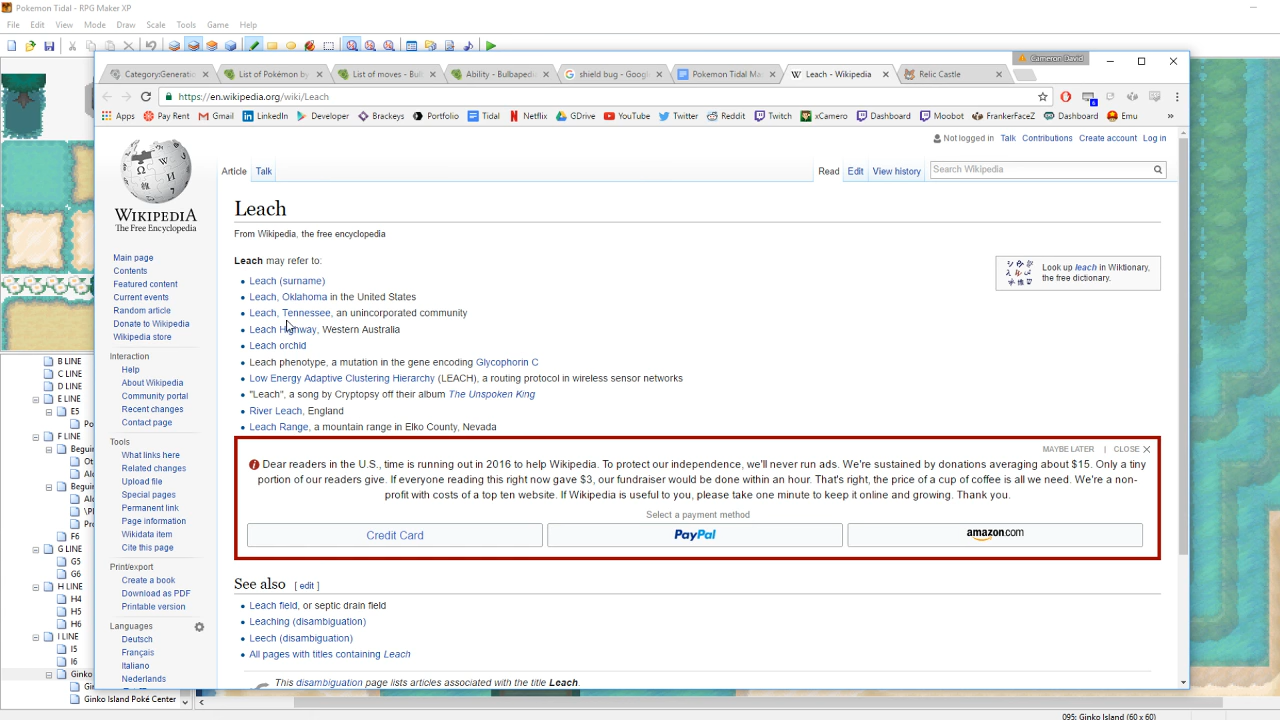 Pokemon Tidal - RPG Maker XP
File Edit View Mode Draw Scale Tools Game Help
Cameron David
Category:Generatio
List of Pokémon by
List of moves - Bul
Ability - Bulbapedi
shield bug - Googl
Pokemon Tidal Ma
Leach - Wikipedia
Relic Castle
https://en.wikipedia.org/wiki/Leach
Apps Pay Rent Gmail LinkedIn Developer Brackeys Portfolio Tidal Netflix GDrive YouTube Twitter Reddit Twitch xCamero Dashboard Moobot FrankerFaceZ Dashboard Emu »
Not logged in Talk Contributions Create account Log in
Article Talk
Read Edit View history
Search Wikipedia
WIKIPEDIA
The Free Encyclopedia
Main page
Contents
Featured content
Current events
Random article
Donate to Wikipedia
Wikipedia store
Interaction
Help
About Wikipedia
Community portal
Recent changes
Contact page
Tools
What links here
Related changes
Upload file
Special pages
Permanent link
Page information
Wikidata item
Cite this page
Print/export
Create a book
Download as PDF
Printable version
Languages
Deutsch
Français
Italiano
Nederlands
Leach
From Wikipedia, the free encyclopedia
Leach may refer to:
Leach (surname)
Leach, Oklahoma in the United States
Leach, Tennessee, an unincorporated community
Leach Highway, Western Australia
Leach orchid
Leach phenotype, a mutation in the gene encoding Glycophorin C
Low Energy Adaptive Clustering Hierarchy (LEACH), a routing protocol in wireless sensor networks
"Leach", a song by Cryptopsy off their album The Unspoken King
River Leach, England
Leach Range, a mountain range in Elko County, Nevada
Look up leach in Wiktionary,
the free dictionary.
MAYBE LATER | CLOSE
Dear readers in the U.S., time is running out in 2016 to help Wikipedia. To protect our independence, we'll never run ads. We're sustained by donations averaging about $15. Only a tiny
portion of our readers give. If everyone reading this right now gave $3, our fundraiser would be done within an hour. That's right, the price of a cup of coffee is all we need. We're a non-
profit with costs of a top ten website. If Wikipedia is useful to you, please take one minute to keep it online and growing. Thank you.
Select a payment method
Credit Card
PayPal
amazon.com
See also [ edit ]
Leach field, or septic drain field
Leaching (disambiguation)
Leech (disambiguation)
All pages with titles containing Leach
This disambiguation page lists articles associated with the title Leach.
B LINE
C LINE
D LINE
E LINE
E5
Po
F LINE
Begui
Ot
Ald
Begui
Alo
\P
Pro
F6
G LINE
G5
G6
H LINE
H4
H5
H6
I LINE
I5
I6
Ginko
Gi
Ginko Island Poké Center
095: Ginko Island (60 x 60)